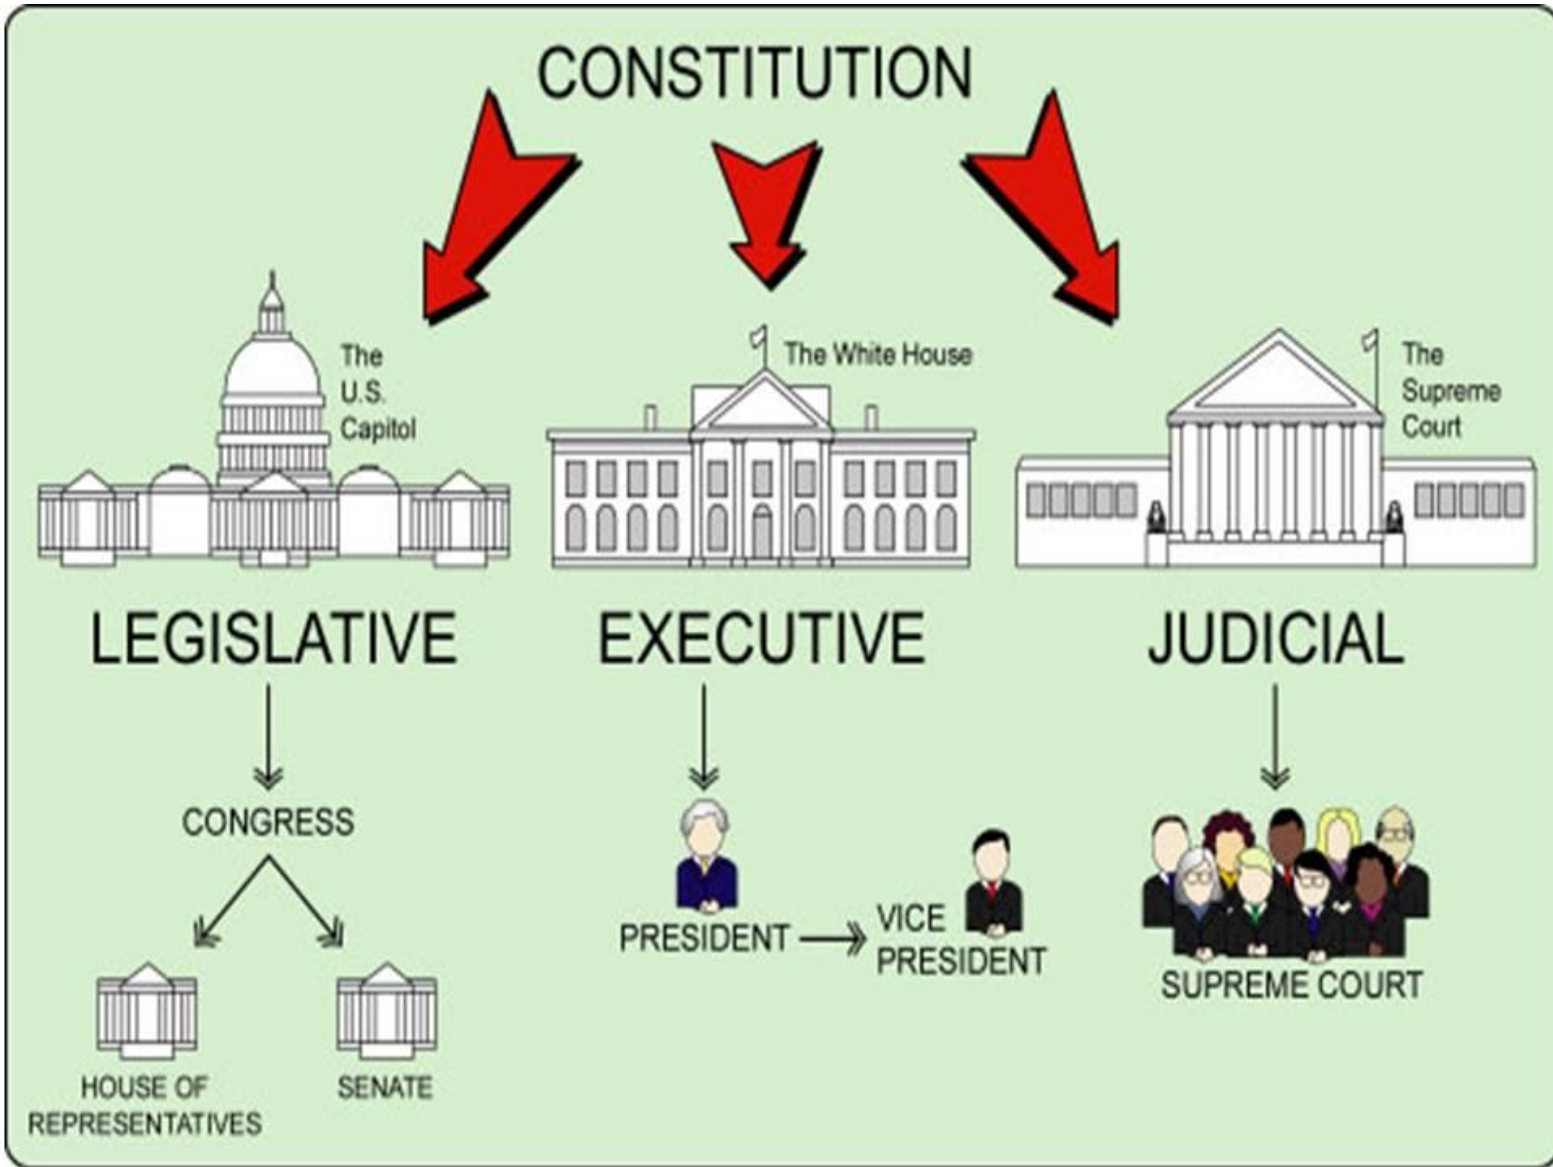 CONSTITUTION
The
U.S.
Capitol
The White House
The
Supreme
Court
LEGISLATIVE
EXECUTIVE
JUDICIAL
CONGRESS
HOUSE OF
REPRESENTATIVES
SENATE
PRESIDENT
VICE
PRESIDENT
SUPREME COURT